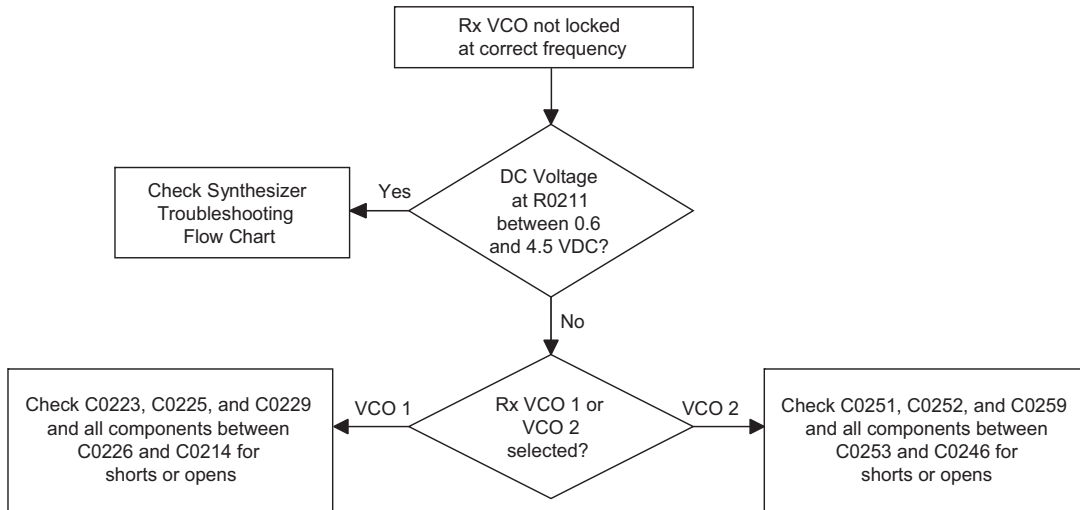 Rx VCO not locked
at correct frequency
DC Voltage
at R0211
between 0.6
and 4.5 VDC?
Yes
Check Synthesizer
Troubleshooting
Flow Chart
No
Rx VCO 1 or
VCO 2
selected?
VCO 1
Check C0223, C0225, and C0229
and all components between
C0226 and C0214 for
shorts or opens
VCO 2
Check C0251, C0252, and C0259
and all components between
C0253 and C0246 for
shorts or opens